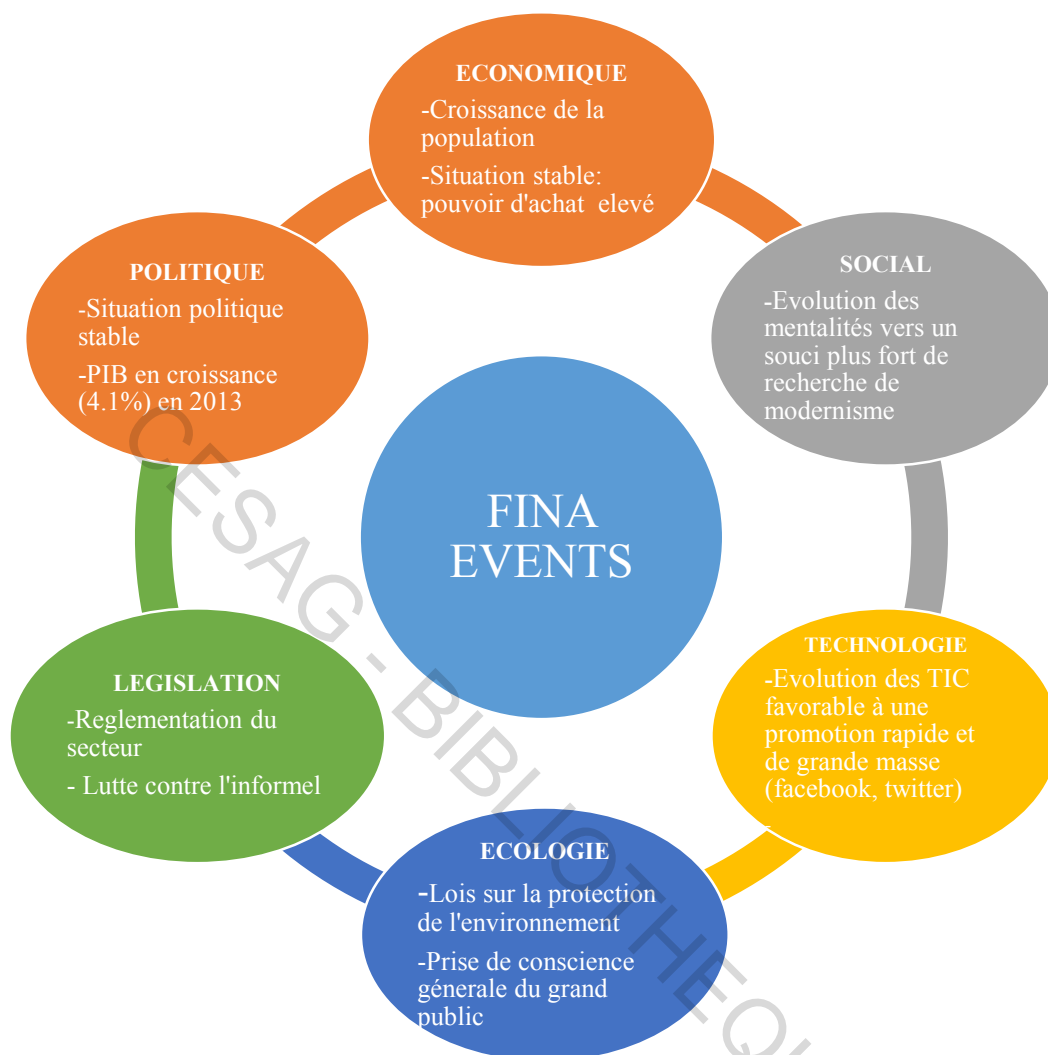 ECONOMIQUE
-Croissance de la
population
-Situation stable:
pouvoir d'achat elevé
SOCIAL
-Evolution des
mentalités vers un
souci plus fort de
recherche de
modernisme
TECHNOLOGIE
-Evolution des TIC
favorable à une
promotion rapide et
de grande masse
(facebook, twitter)
ECOLOGIE
-Lois sur la protection
de l'environnement
-Prise de conscience
génerale du grand
public
LEGISLATION
-Reglementation du
secteur
- Lutte contre l'informel
POLITIQUE
-Situation politique
stable
-PIB en croissance
(4.1%) en 2013
FINA
EVENTS
CESAG - BIBLIOTHEQU